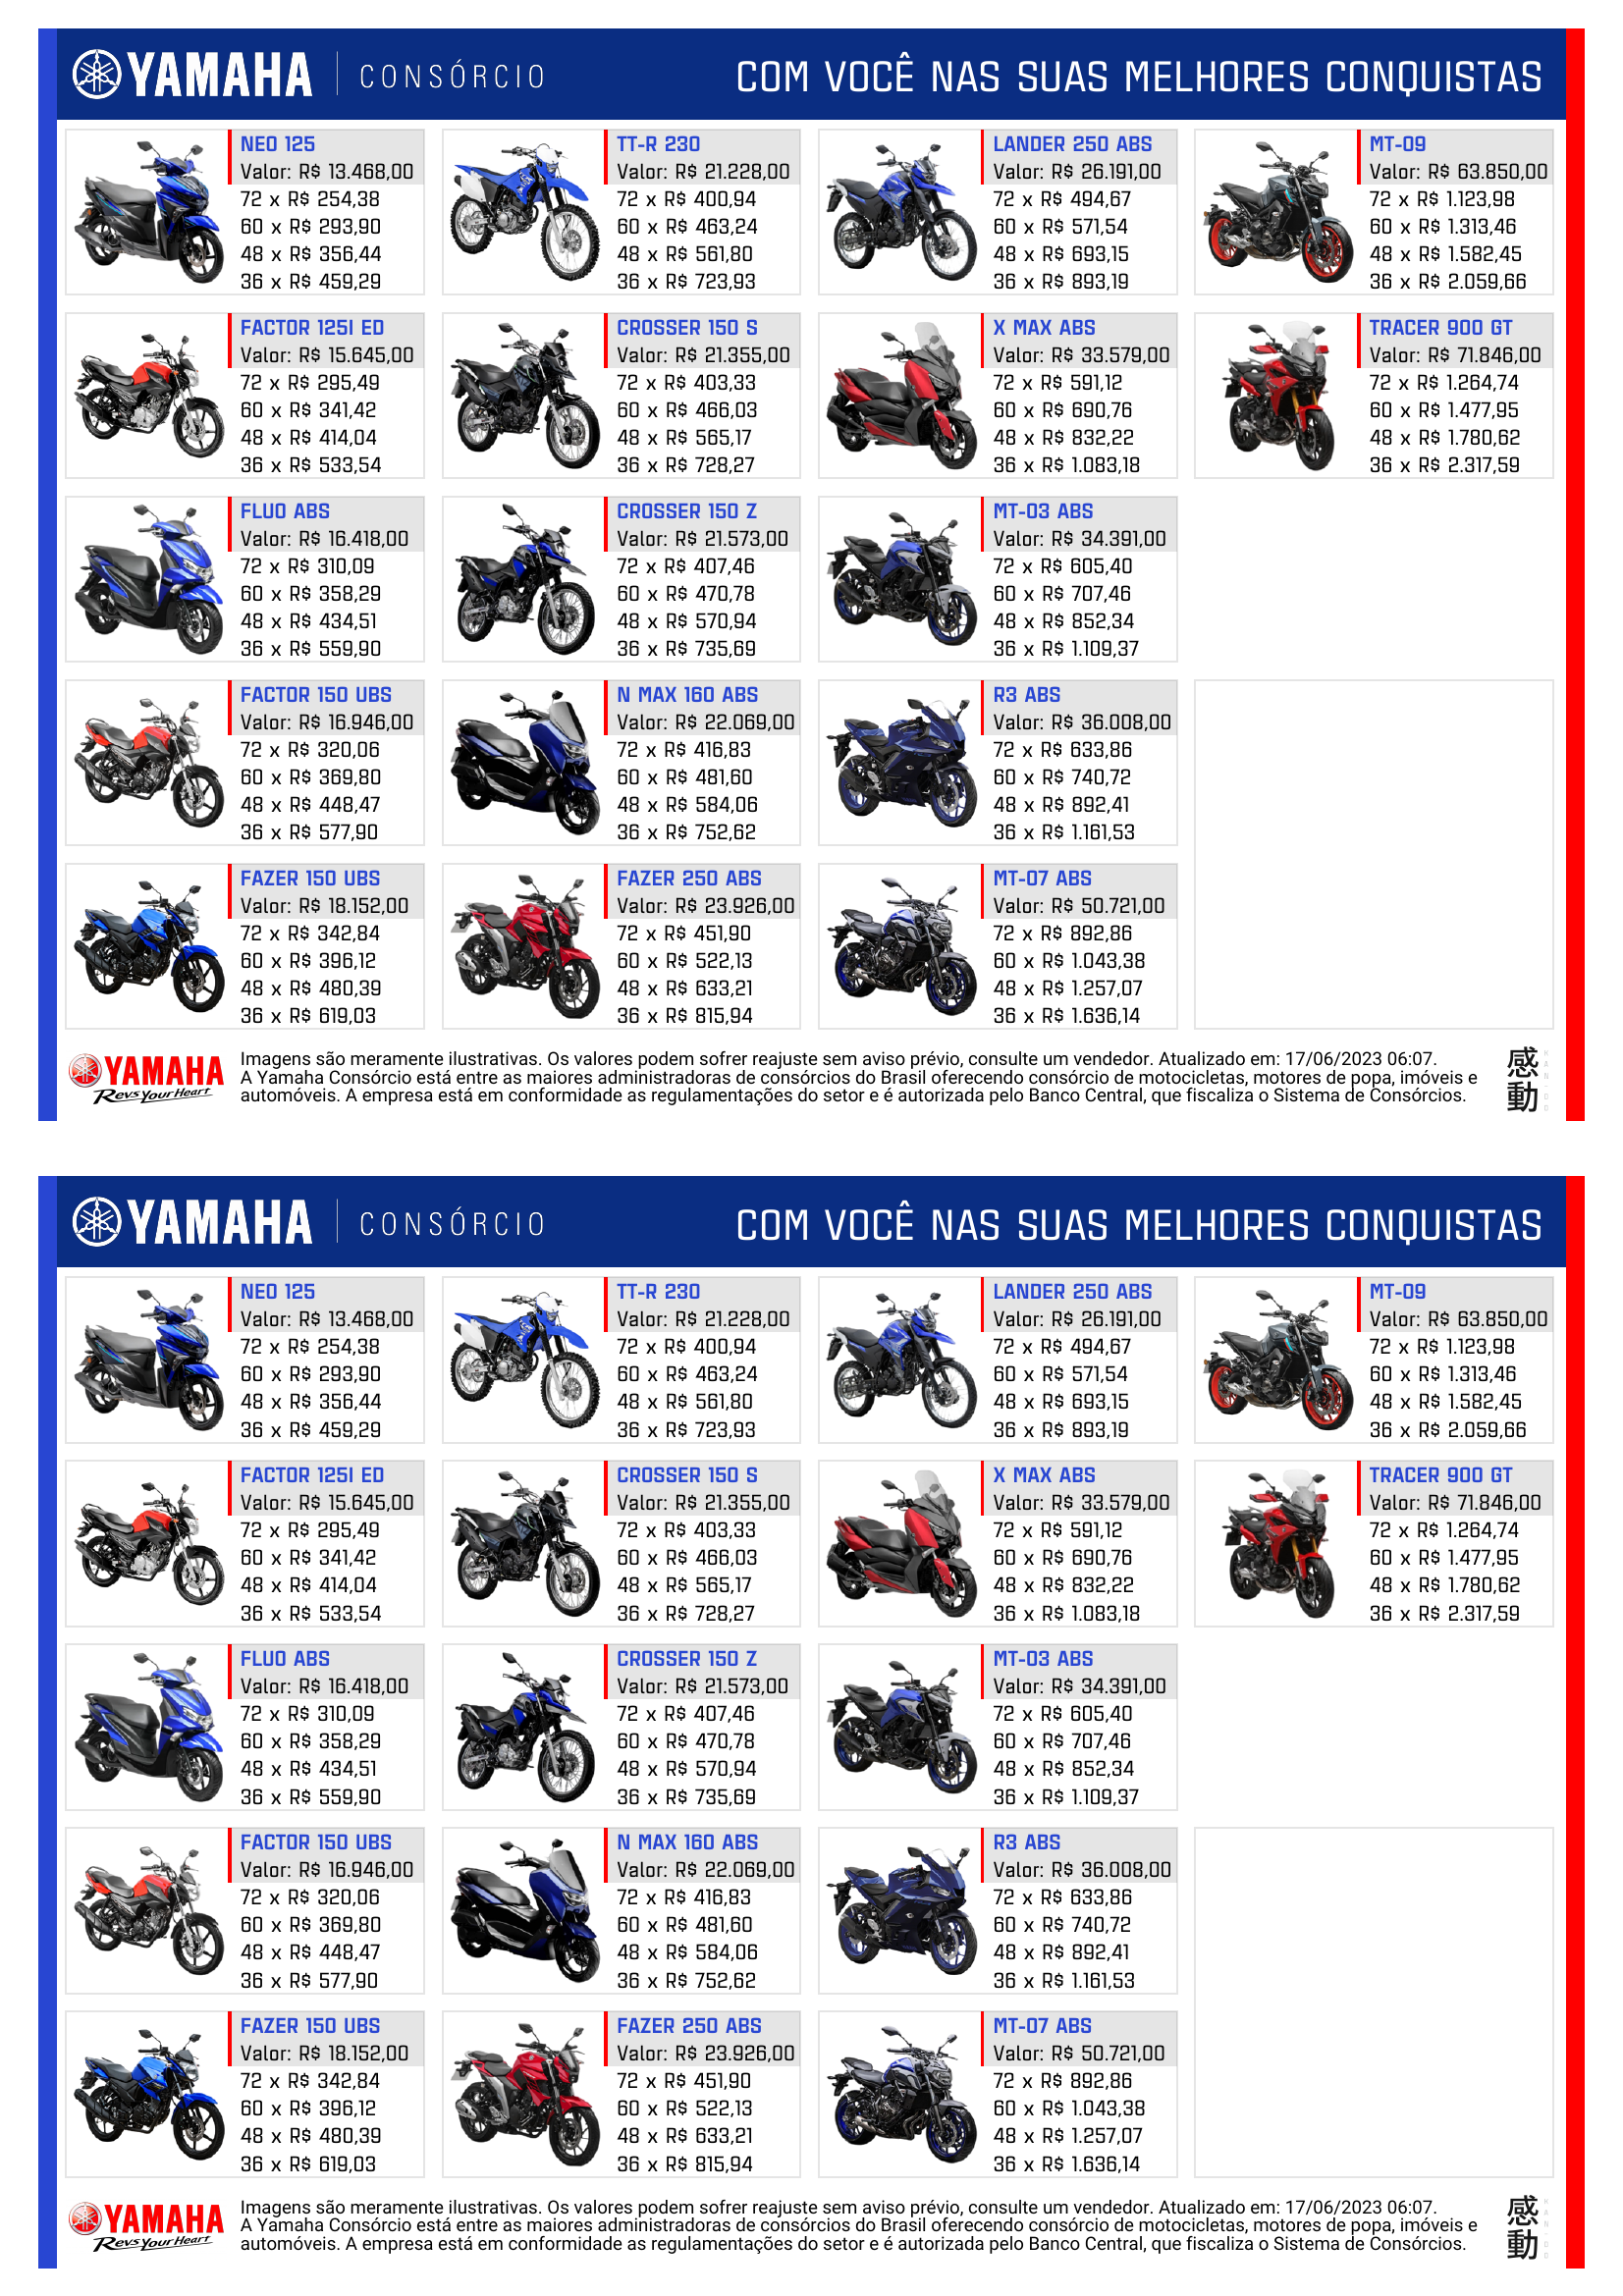 YAMAHA CONSÓRCIO COM VOCÊ NAS SUAS MELHORES CONQUISTAS
NEO 125
Valor: R$ 13.468,00
72 x R$ 254,38
60 x R$ 293,90
48 x R$ 356,44
36 x R$ 459,29
FACTOR 125I ED
Valor: R$ 15.645,00
72 x R$ 295,49
60 x R$ 341,42
48 x R$ 414,04
36 x R$ 533,54
FLUO ABS
Valor: R$ 16.418,00
72 x R$ 310,09
60 x R$ 358,29
48 x R$ 434,51
36 x R$ 559,90
FACTOR 150 UBS
Valor: R$ 16.946,00
72 x R$ 320,06
60 x R$ 369,80
48 x R$ 448,47
36 x R$ 577,90
FAZER 150 UBS
Valor: R$ 18.152,00
72 x R$ 342,84
60 x R$ 396,12
48 x R$ 480,39
36 x R$ 619,03
TT-R 230
Valor: R$ 21.228,00
72 x R$ 400,94
60 x R$ 463,24
48 x R$ 561,80
36 x R$ 723,93
CROSSER 150 S
Valor: R$ 21.355,00
72 x R$ 403,33
60 x R$ 466,03
48 x R$ 565,17
36 x R$ 728,27
CROSSER 150 Z
Valor: R$ 21.573,00
72 x R$ 407,46
60 x R$ 470,78
48 x R$ 570,94
36 x R$ 735,69
N MAX 160 ABS
Valor: R$ 22.069,00
72 x R$ 416,83
60 x R$ 481,60
48 x R$ 584,06
36 x R$ 752,62
FAZER 250 ABS
Valor: R$ 23.926,00
72 x R$ 451,90
60 x R$ 522,13
48 x R$ 633,21
36 x R$ 815,94
LANDER 250 ABS
Valor: R$ 26.191,00
72 x R$ 494,67
60 x R$ 571,54
48 x R$ 693,15
36 x R$ 893,19
X MAX ABS
Valor: R$ 33.579,00
72 x R$ 591,12
60 x R$ 690,76
48 x R$ 832,22
36 x R$ 1.083,18
MT-03 ABS
Valor: R$ 34.391,00
72 x R$ 605,40
60 x R$ 707,46
48 x R$ 852,34
36 x R$ 1.109,37
R3 ABS
Valor: R$ 36.008,00
72 x R$ 633,86
60 x R$ 740,72
48 x R$ 892,41
36 x R$ 1.161,53
MT-07 ABS
Valor: R$ 50.721,00
72 x R$ 892,86
60 x R$ 1.043,38
48 x R$ 1.257,07
36 x R$ 1.636,14
MT-09
Valor: R$ 63.850,00
72 x R$ 1.123,98
60 x R$ 1.313,46
48 x R$ 1.582,45
36 x R$ 2.059,66
TRACER 900 GT
Valor: R$ 71.846,00
72 x R$ 1.264,74
60 x R$ 1.477,95
48 x R$ 1.780,62
36 x R$ 2.317,59
YAMAHA
Revs Your Heart
Imagens são meramente ilustrativas. Os valores podem sofrer reajuste sem aviso prévio, consulte um vendedor. Atualizado em: 17/06/2023 06:07.
A Yamaha Consórcio está entre as maiores administradoras de consórcios do Brasil oferecendo consórcio de motocicletas, motores de popa, imóveis e
automóveis. A empresa está em conformidade as regulamentações do setor e é autorizada pelo Banco Central, que fiscaliza o Sistema de Consórcios.
感動
YAMAHA CONSÓRCIO COM VOCÊ NAS SUAS MELHORES CONQUISTAS
NEO 125
Valor: R$ 13.468,00
72 x R$ 254,38
60 x R$ 293,90
48 x R$ 356,44
36 x R$ 459,29
FACTOR 125I ED
Valor: R$ 15.645,00
72 x R$ 295,49
60 x R$ 341,42
48 x R$ 414,04
36 x R$ 533,54
FLUO ABS
Valor: R$ 16.418,00
72 x R$ 310,09
60 x R$ 358,29
48 x R$ 434,51
36 x R$ 559,90
FACTOR 150 UBS
Valor: R$ 16.946,00
72 x R$ 320,06
60 x R$ 369,80
48 x R$ 448,47
36 x R$ 577,90
FAZER 150 UBS
Valor: R$ 18.152,00
72 x R$ 342,84
60 x R$ 396,12
48 x R$ 480,39
36 x R$ 619,03
TT-R 230
Valor: R$ 21.228,00
72 x R$ 400,94
60 x R$ 463,24
48 x R$ 561,80
36 x R$ 723,93
CROSSER 150 S
Valor: R$ 21.355,00
72 x R$ 403,33
60 x R$ 466,03
48 x R$ 565,17
36 x R$ 728,27
CROSSER 150 Z
Valor: R$ 21.573,00
72 x R$ 407,46
60 x R$ 470,78
48 x R$ 570,94
36 x R$ 735,69
N MAX 160 ABS
Valor: R$ 22.069,00
72 x R$ 416,83
60 x R$ 481,60
48 x R$ 584,06
36 x R$ 752,62
FAZER 250 ABS
Valor: R$ 23.926,00
72 x R$ 451,90
60 x R$ 522,13
48 x R$ 633,21
36 x R$ 815,94
LANDER 250 ABS
Valor: R$ 26.191,00
72 x R$ 494,67
60 x R$ 571,54
48 x R$ 693,15
36 x R$ 893,19
X MAX ABS
Valor: R$ 33.579,00
72 x R$ 591,12
60 x R$ 690,76
48 x R$ 832,22
36 x R$ 1.083,18
MT-03 ABS
Valor: R$ 34.391,00
72 x R$ 605,40
60 x R$ 707,46
48 x R$ 852,34
36 x R$ 1.109,37
R3 ABS
Valor: R$ 36.008,00
72 x R$ 633,86
60 x R$ 740,72
48 x R$ 892,41
36 x R$ 1.161,53
MT-07 ABS
Valor: R$ 50.721,00
72 x R$ 892,86
60 x R$ 1.043,38
48 x R$ 1.257,07
36 x R$ 1.636,14
MT-09
Valor: R$ 63.850,00
72 x R$ 1.123,98
60 x R$ 1.313,46
48 x R$ 1.582,45
36 x R$ 2.059,66
TRACER 900 GT
Valor: R$ 71.846,00
72 x R$ 1.264,74
60 x R$ 1.477,95
48 x R$ 1.780,62
36 x R$ 2.317,59
YAMAHA
Revs Your Heart
Imagens são meramente ilustrativas. Os valores podem sofrer reajuste sem aviso prévio, consulte um vendedor. Atualizado em: 17/06/2023 06:07.
A Yamaha Consórcio está entre as maiores administradoras de consórcios do Brasil oferecendo consórcio de motocicletas, motores de popa, imóveis e
automóveis. A empresa está em conformidade as regulamentações do setor e é autorizada pelo Banco Central, que fiscaliza o Sistema de Consórcios.
感動